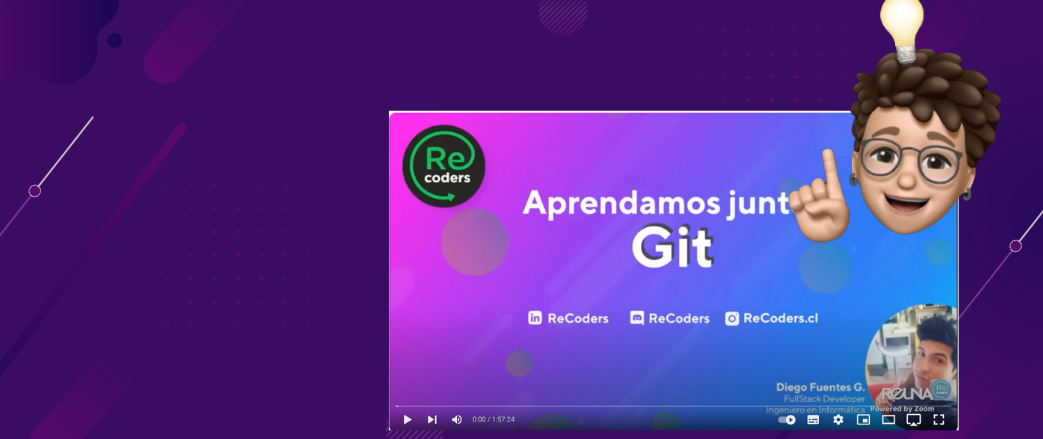 Re
coders
Aprendamos junt
Git
ReCoders
ReCoders
ReCoders.cl
Diego Fuentes G.
FullStack Developer
Ingeniero en Informática
REUNA
Powered by Zoom
0:00 / 1:57:24